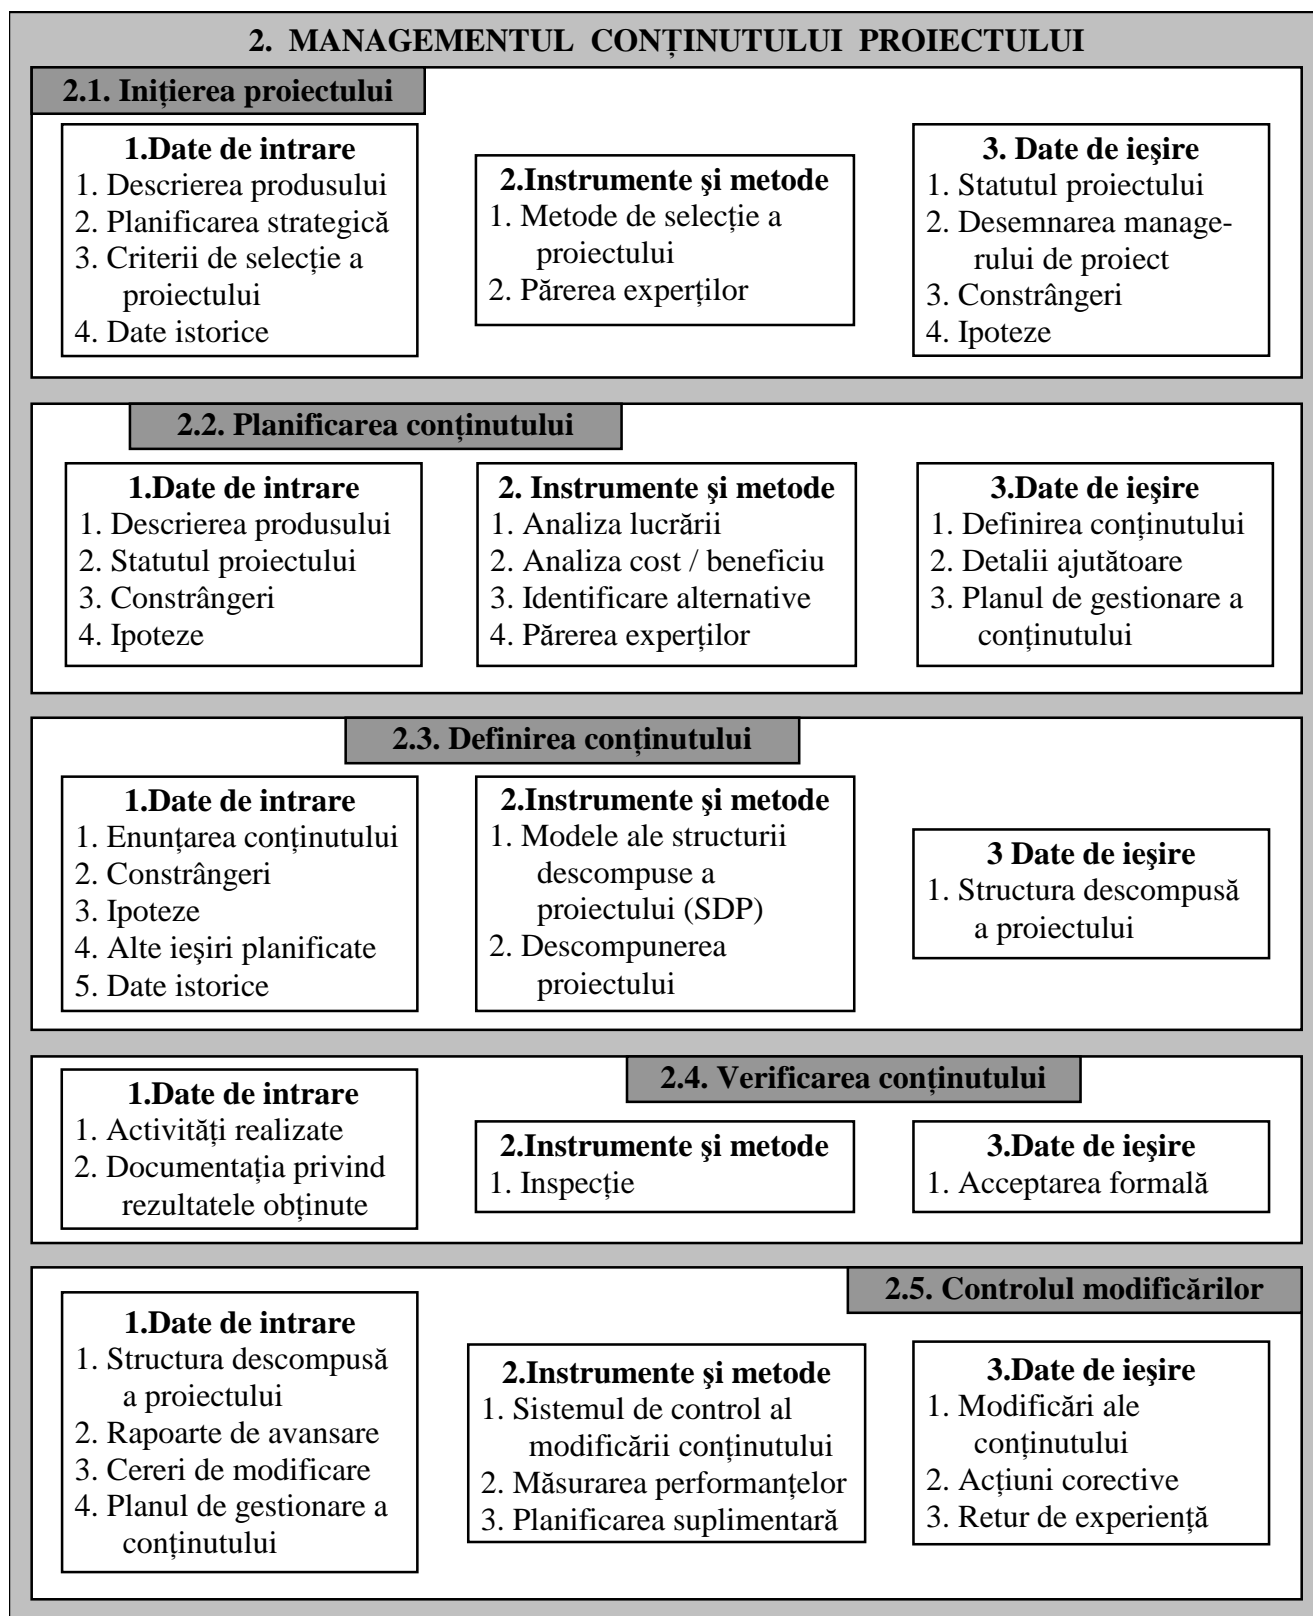 2. MANAGEMENTUL CONȚINUTULUI PROIECTULUI
2.1. Inițierea proiectului
1.Date de intrare
1. Descrierea produsului
2. Planificarea strategică
3. Criterii de selecție a
proiectului
4. Date istorice
2.Instrumente şi metode
1. Metode de selecție a
proiectului
2. Părerea experților
3. Date de ieşire
1. Statutul proiectului
2. Desemnarea manage-
rului de proiect
3. Constrângeri
4. Ipoteze
2.2. Planificarea conținutului
1.Date de intrare
1. Descrierea produsului
2. Statutul proiectului
3. Constrângeri
4. Ipoteze
2. Instrumente şi metode
1. Analiza lucrării
2. Analiza cost / beneficiu
3. Identificare alternative
4. Părerea experților
3.Date de ieşire
1. Definirea conținutului
2. Detalii ajutătoare
3. Planul de gestionare a
conținutului
2.3. Definirea conținutului
1.Date de intrare
1. Enunțarea conținutului
2. Constrângeri
3. Ipoteze
4. Alte ieşiri planificate
5. Date istorice
2.Instrumente şi metode
1. Modele ale structurii
descompuse a
proiectului (SDP)
2. Descompunerea
proiectului
3 Date de ieşire
1. Structura descompusă
a proiectului
2.4. Verificarea conținutului
1.Date de intrare
1. Activități realizate
2. Documentația privind
rezultatele obținute
2.Instrumente şi metode
1. Inspecție
3.Date de ieşire
1. Acceptarea formală
2.5. Controlul modificărilor
1.Date de intrare
1. Structura descompusă
a proiectului
2. Rapoarte de avansare
3. Cereri de modificare
4. Planul de gestionare a
conținutului
2.Instrumente şi metode
1. Sistemul de control al
modificării conținutului
2. Măsurarea performanțelor
3. Planificarea suplimentară
3.Date de ieşire
1. Modificări ale
conținutului
2. Acțiuni corective
3. Retur de experiență